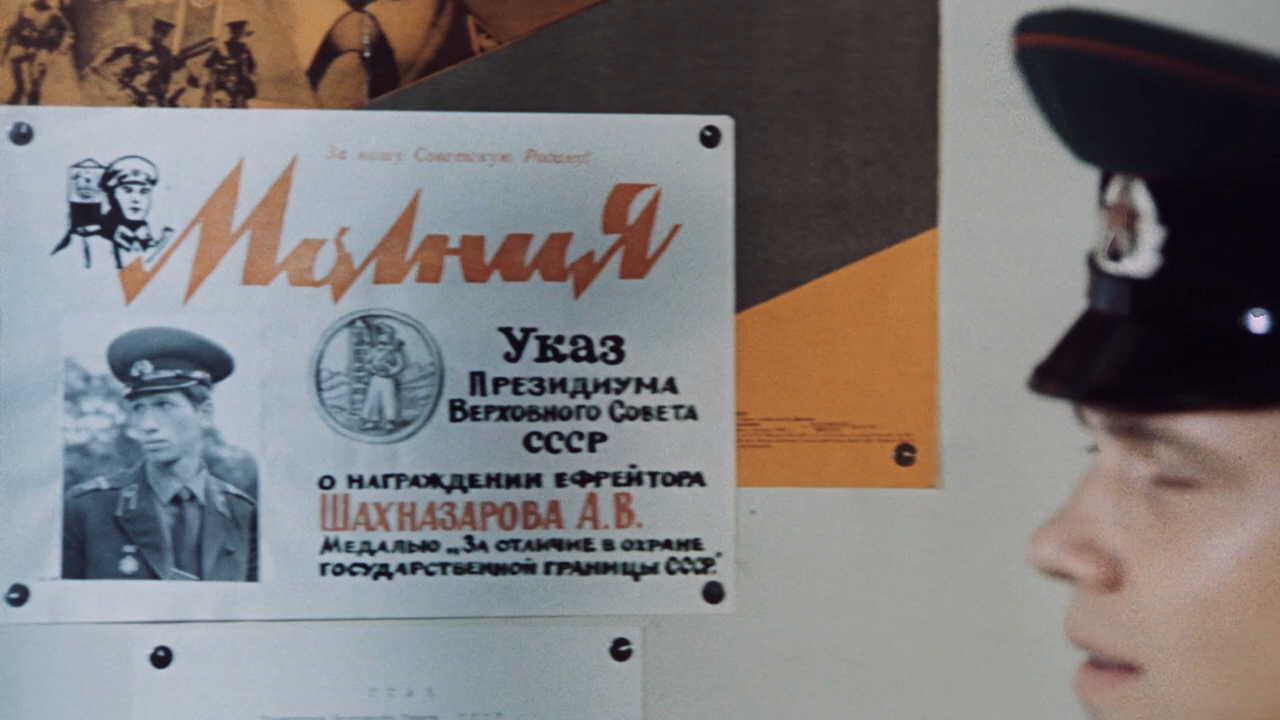 За нашу Советскую Родину!
Молния
Указ
Президиума
Верховного Совета
СССР
о награждении ефрейтора
Шахназарова А.В.
Медалью „За отличие в охране
государственной границы СССР."
УКАЗ